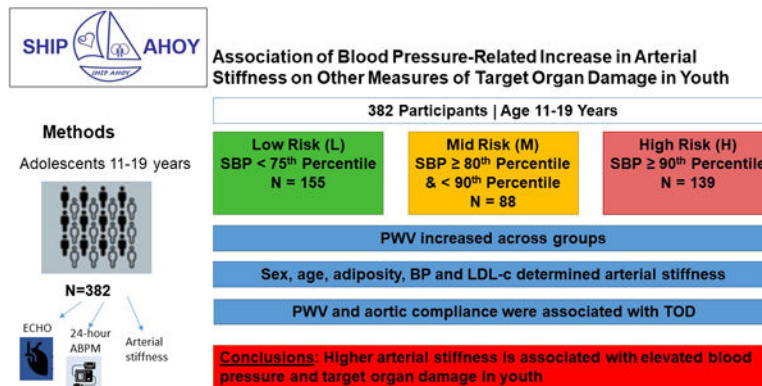 SHIP AHOY
SHIP AHOY
Association of Blood Pressure-Related Increase in Arterial
Stiffness on Other Measures of Target Organ Damage in Youth
382 Participants | Age 11-19 Years
Methods
Adolescents 11-19 years
N=382
ECHO
24-hour
ABPM
Arterial
stiffness
Low Risk (L)
SBP < 75th Percentile
N = 155
Mid Risk (M)
SBP ≥ 80th Percentile
& < 90th Percentile
N = 88
High Risk (H)
SBP ≥ 90th Percentile
N = 139
PWV increased across groups
Sex, age, adiposity, BP and LDL-c determined arterial stiffness
PWV and aortic compliance were associated with TOD
Conclusions: Higher arterial stiffness is associated with elevated blood
pressure and target organ damage in youth